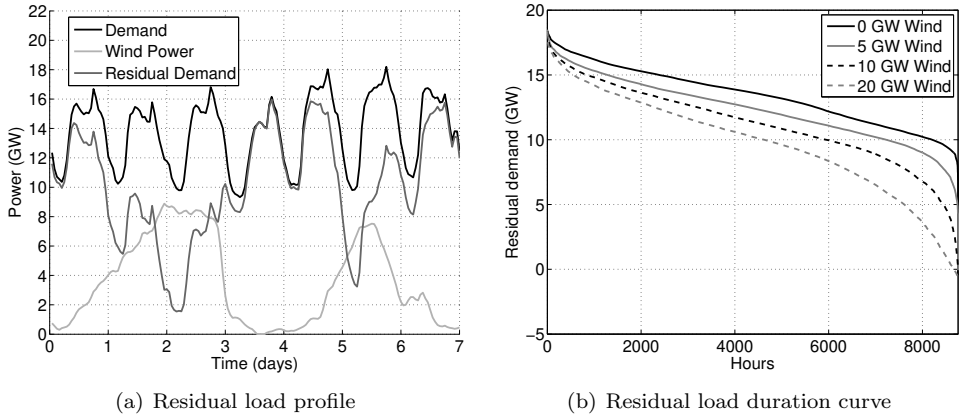 22
20
18
16
14
12
10
8
6
4
2
0
Power (GW)
Demand
Wind Power
Residual Demand
0 1 2 3 4 5 6 7
Time (days)
(a) Residual load profile
20
15
10
5
0
−5
Residual demand (GW)
0 GW Wind
5 GW Wind
10 GW Wind
20 GW Wind
0 2000 4000 6000 8000
Hours
(b) Residual load duration curve